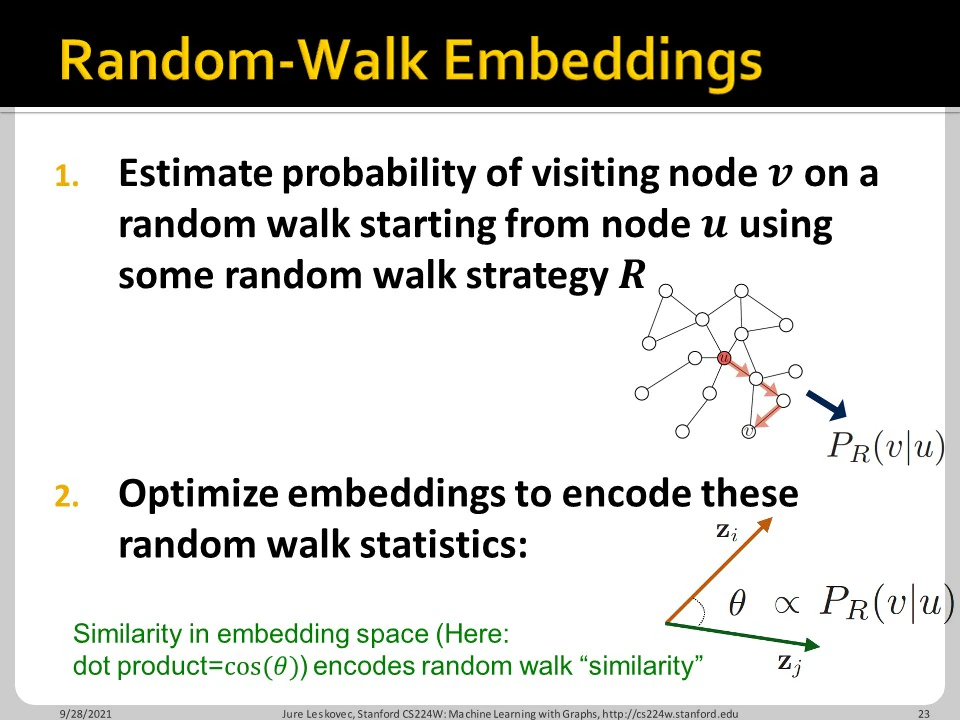 Random-Walk Embeddings
1. Estimate probability of visiting node v on a
random walk starting from node u using
some random walk strategy R
u
v
P_R(v|u)
2. Optimize embeddings to encode these
random walk statistics:
z_i
θ ∝ P_R(v|u)
z_j
Similarity in embedding space (Here:
dot product=cos(θ)) encodes random walk “similarity”
9/28/2021 Jure Leskovec, Stanford CS224W: Machine Learning with Graphs, http://cs224w.stanford.edu 23